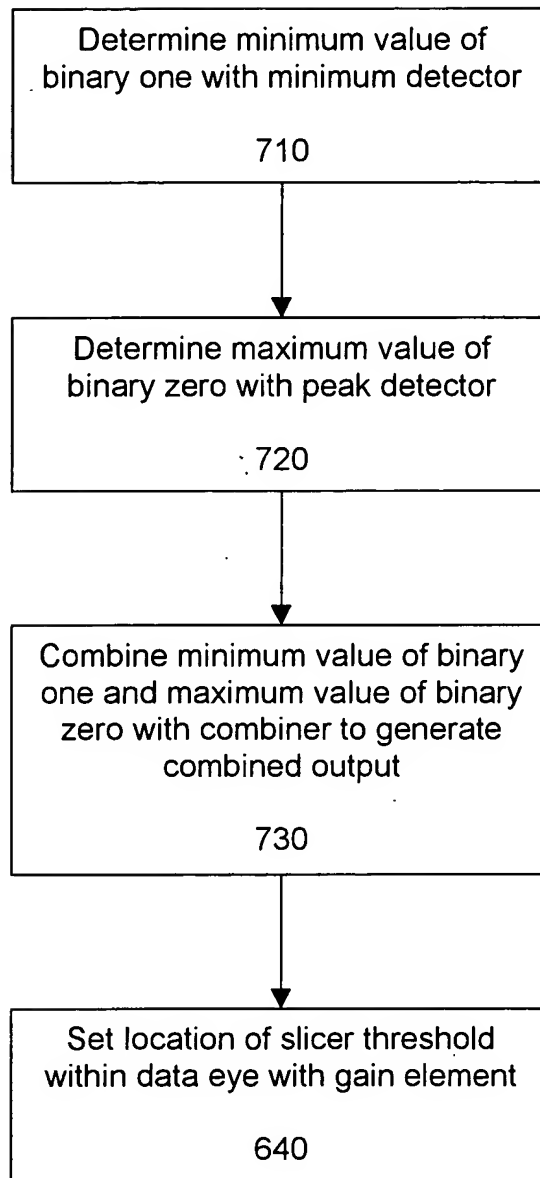 Determine minimum value of
binary one with minimum detector
710
Determine maximum value of
binary zero with peak detector
720
Combine minimum value of binary
one and maximum value of binary
zero with combiner to generate
combined output
730
Set location of slicer threshold
within data eye with gain element
640